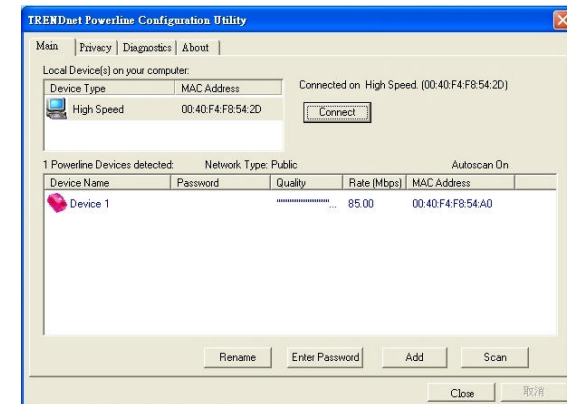 TRENDnet Powerline Configuration Utility
Main Privacy Diagnostics About
Local Device(s) on your computer:
Device Type MAC Address
High Speed 00:40:F4:F8:54:2D
Connected on High Speed. (00:40:F4:F8:54:2D)
Connect
1 Powerline Devices detected: Network Type: Public Autoscan On
Device Name Password Quality Rate (Mbps) MAC Address
Device 1 85.00 00:40:F4:F8:54:A0
Rename Enter Password Add Scan
Close 取消